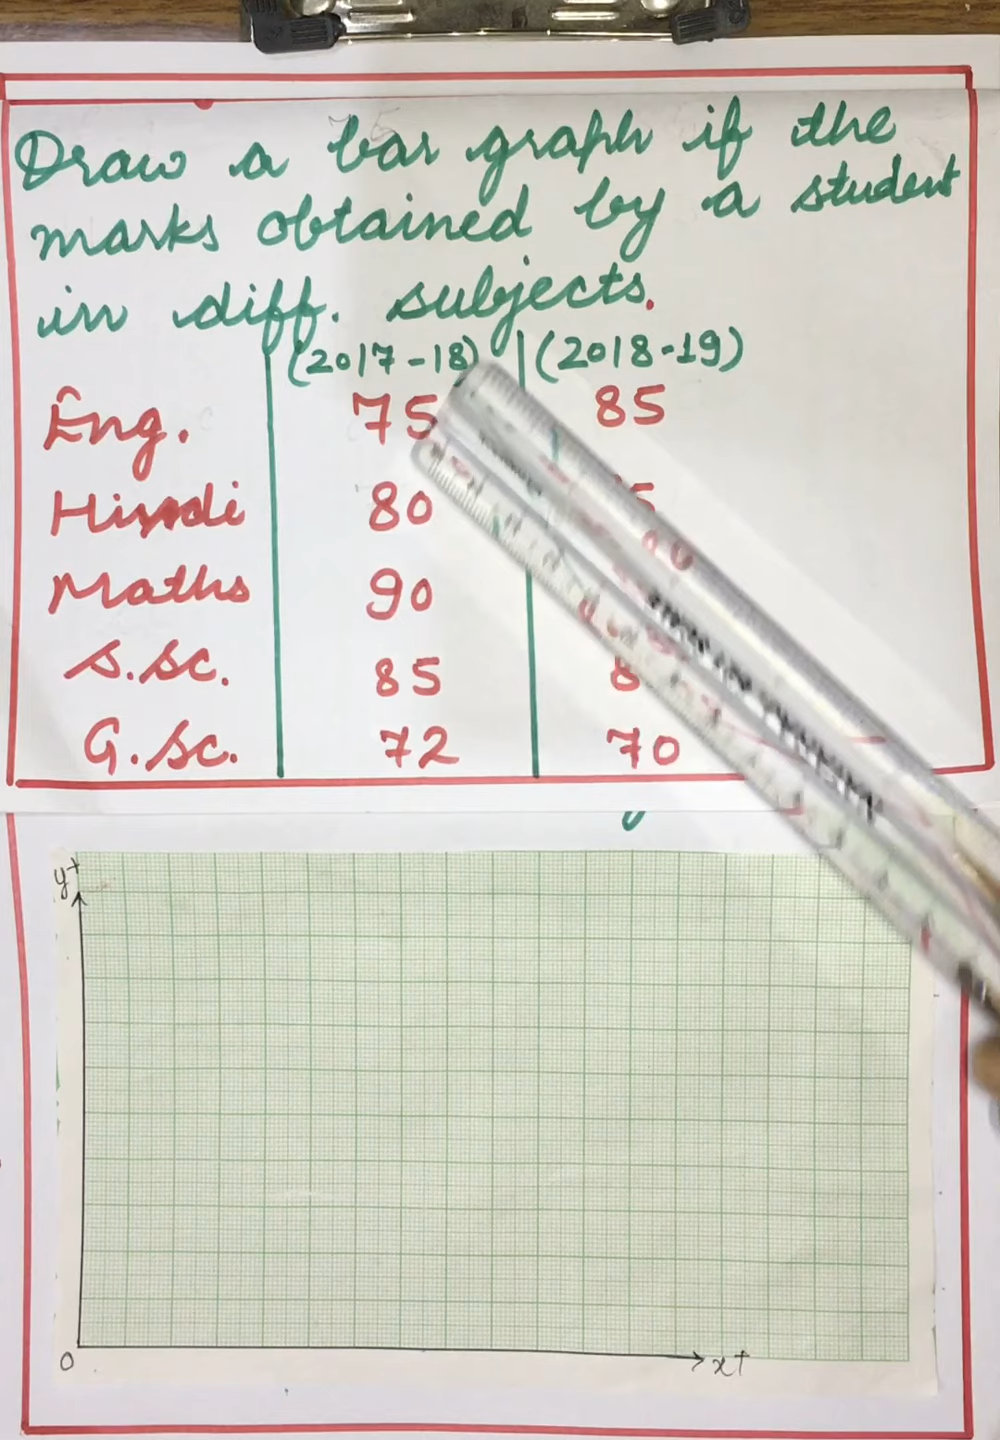 Draw a bar graph if the
marks obtained by a student
in diff. subjects.
(2017-18) (2018-19)
Eng. 75 85
Hindi 80
Maths 90
S.Sc. 85
G.Sc. 72 70
y↑
0 x↑